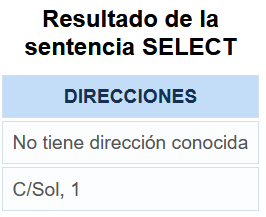 Resultado de la
sentencia SELECT
DIRECCIONES
No tiene dirección conocida
C/Sol, 1